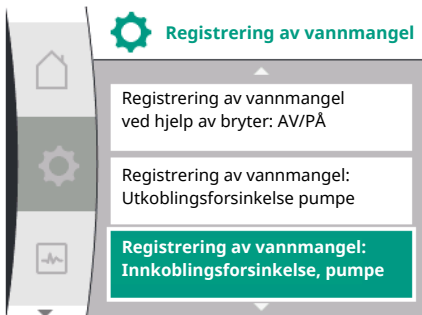 Registrering av vannmangel
Registrering av vannmangel
ved hjelp av bryter: AV/PÅ
Registrering av vannmangel:
Utkoblingsforsinkelse pumpe
Registrering av vannmangel:
Innkoblingsforsinkelse, pumpe